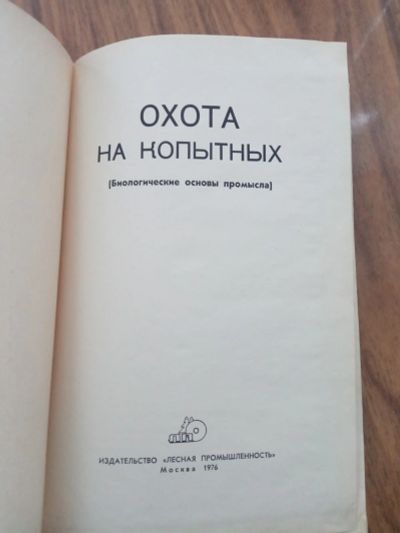 ОХОТА
НА КОПЫТНЫХ
(Биологические основы промысла)
ИЗДАТЕЛЬСТВО «ЛЕСНАЯ ПРОМЫШЛЕННОСТЬ»
Москва 1976